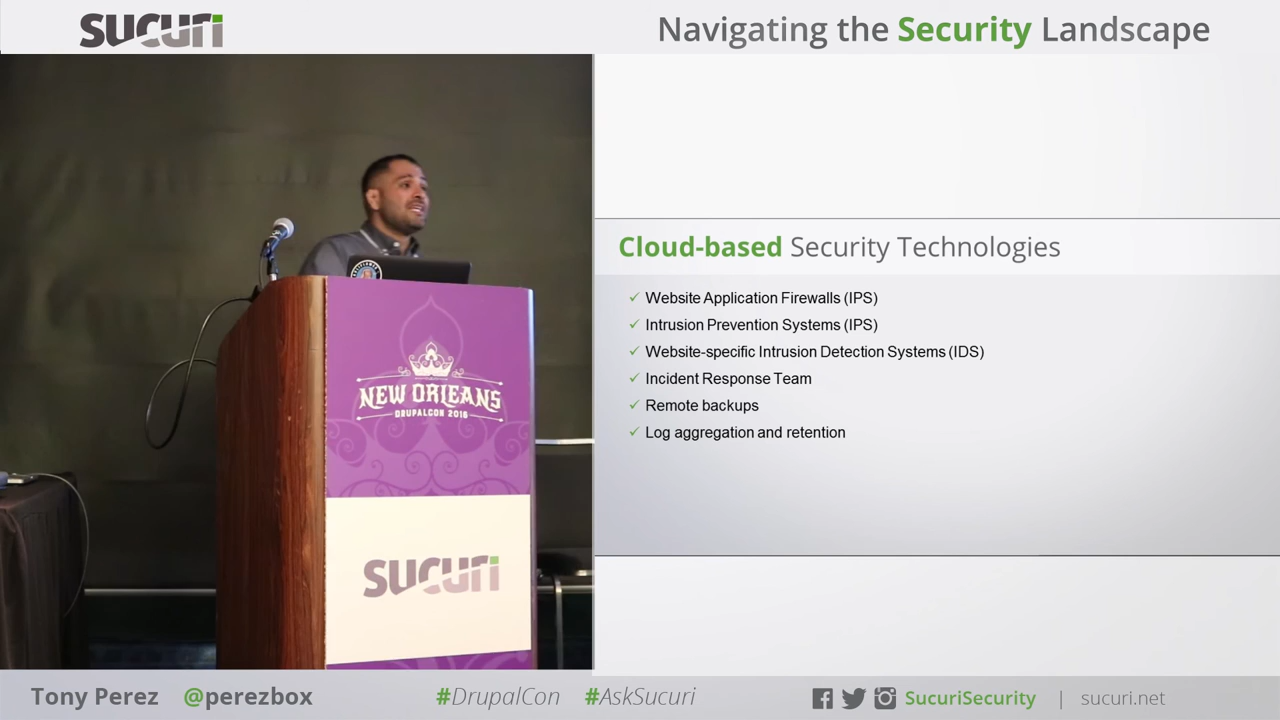 sucuri
Navigating the Security Landscape
Cloud-based Security Technologies
✓ Website Application Firewalls (IPS)
✓ Intrusion Prevention Systems (IPS)
✓ Website-specific Intrusion Detection Systems (IDS)
✓ Incident Response Team
✓ Remote backups
✓ Log aggregation and retention
NEW ORLEANS
DRUPALCON 2016
sucuri
Tony Perez @perezbox #DrupalCon #AskSucuri SucuriSecurity | sucuri.net